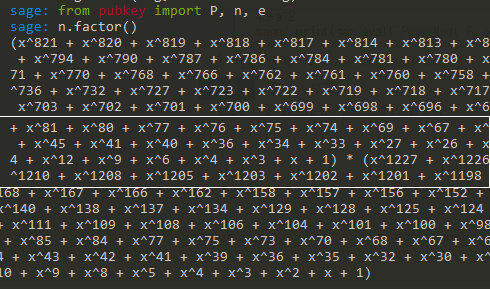 sage: from pubkey import P, n, e
sage: n.factor()
(x^821 + x^820 + x^819 + x^818 + x^817 + x^814 + x^813 + x^8
+ x^794 + x^790 + x^787 + x^786 + x^784 + x^781 + x^780 + x
71 + x^770 + x^768 + x^766 + x^762 + x^761 + x^760 + x^758 +
^736 + x^732 + x^727 + x^723 + x^722 + x^719 + x^718 + x^717
x^703 + x^702 + x^701 + x^700 + x^699 + x^698 + x^696 + x^6
+ x^81 + x^80 + x^77 + x^76 + x^75 + x^74 + x^69 + x^67 + x^
+ x^45 + x^41 + x^40 + x^36 + x^34 + x^33 + x^27 + x^26 + x
4 + x^12 + x^9 + x^6 + x^4 + x^3 + x + 1) * (x^1227 + x^1226
^1210 + x^1208 + x^1205 + x^1203 + x^1202 + x^1201 + x^1198
168 + x^167 + x^166 + x^162 + x^158 + x^157 + x^156 + x^152 +
x^140 + x^138 + x^137 + x^134 + x^129 + x^128 + x^125 + x^124
+ x^111 + x^109 + x^108 + x^106 + x^104 + x^101 + x^100 + x^98
+ x^85 + x^84 + x^77 + x^75 + x^73 + x^70 + x^68 + x^67 + x^6
4 + x^43 + x^42 + x^41 + x^39 + x^36 + x^35 + x^32 + x^30 + x^
10 + x^9 + x^8 + x^5 + x^4 + x^3 + x^2 + x + 1)